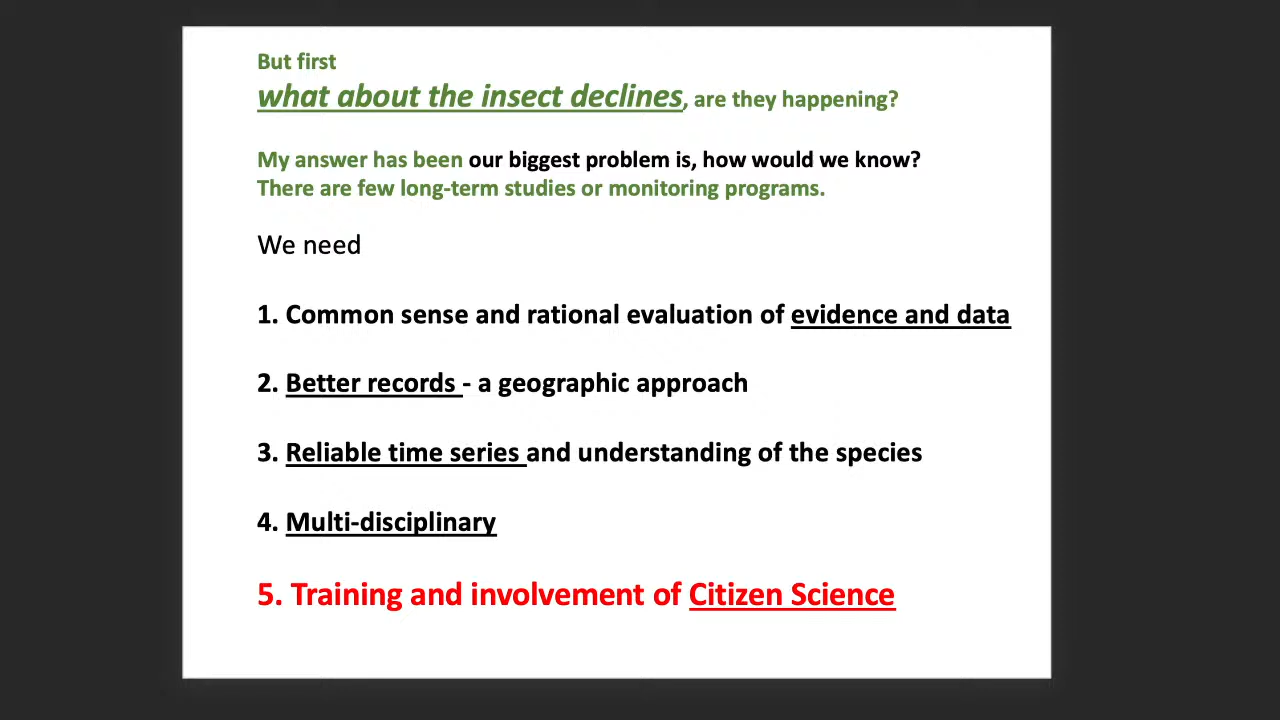 But first
what about the insect declines, are they happening?
My answer has been our biggest problem is, how would we know?
There are few long-term studies or monitoring programs.
We need
1. Common sense and rational evaluation of evidence and data
2. Better records - a geographic approach
3. Reliable time series and understanding of the species
4. Multi-disciplinary
5. Training and involvement of Citizen Science